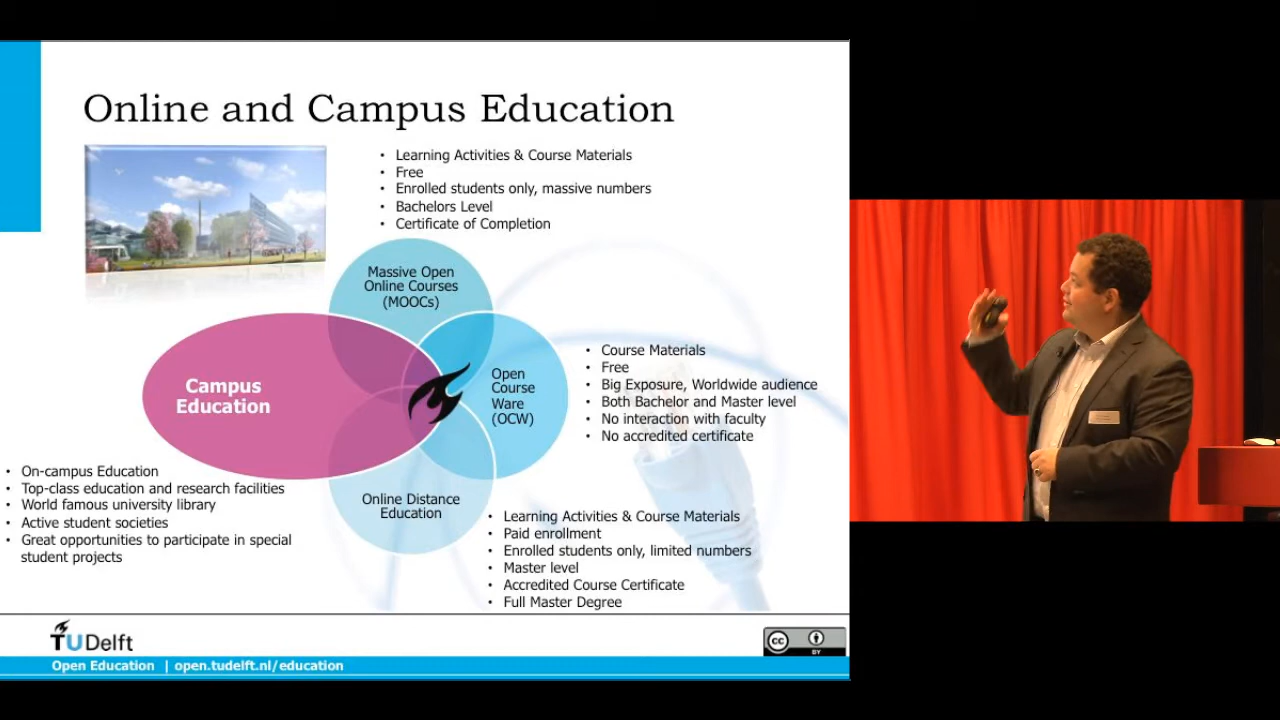 Online and Campus Education
• Learning Activities & Course Materials
• Free
• Enrolled students only, massive numbers
• Bachelors Level
• Certificate of Completion
Massive Open
Online Courses
(MOOCs)
Campus
Education
Open
Course
Ware
(OCW)
• Course Materials
• Free
• Big Exposure, Worldwide audience
• Both Bachelor and Master level
• No interaction with faculty
• No accredited certificate
• On-campus Education
• Top-class education and research facilities
• World famous university library
• Active student societies
• Great opportunities to participate in special
student projects
Online Distance
Education
• Learning Activities & Course Materials
• Paid enrollment
• Enrolled students only, limited numbers
• Master level
• Accredited Course Certificate
• Full Master Degree
TUDelft
cc
BY
Open Education | open.tudelft.nl/education